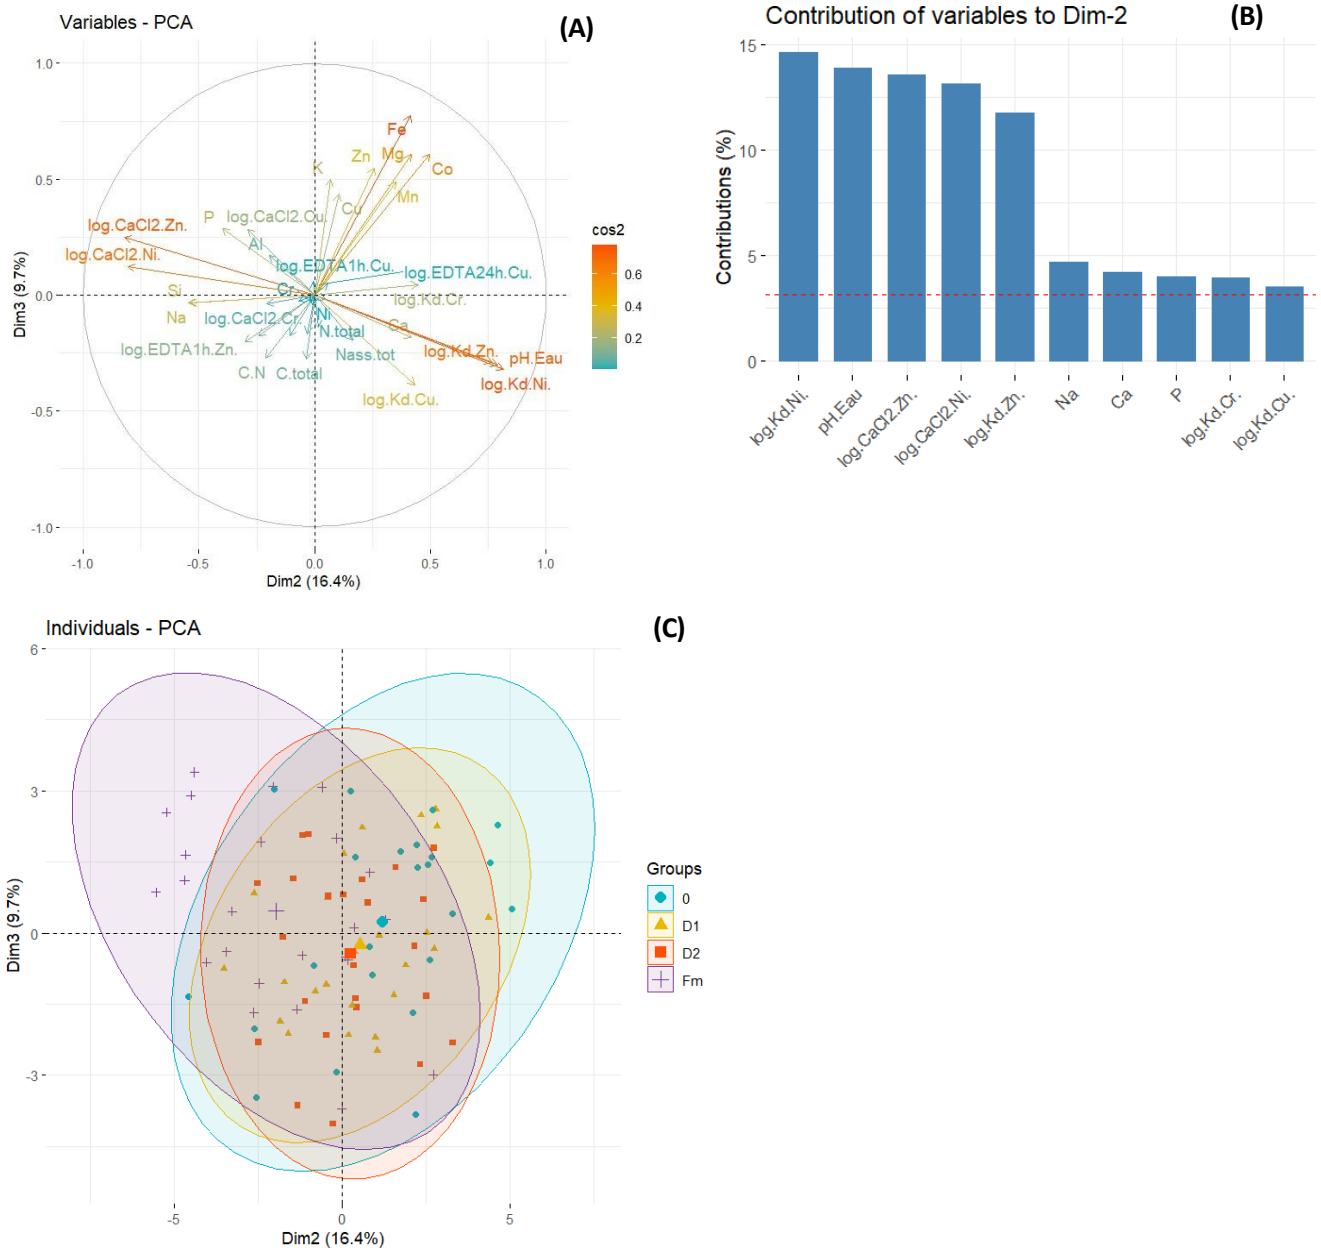 Variables - PCA
(A)
1.0
0.5
0.0
-0.5
-1.0
Dim3 (9.7%)
Fe
Zn
Mg
K
Co
Mn
Cu
P
log.CaCl2.Cu.
log.CaCl2.Zn.
Al
log.CaCl2.Ni.
log.EDTA1h.Cu.
log.EDTA24h.Cu.
Si
Cr
log.Kd.Cr.
Na
log.CaCl2.Cr.
Ni
Ca
N.total
log.EDTA1h.Zn.
Nass.tot
log.Kd.Zn.
pH.Eau
C.N
C.total
log.Kd.Ni.
log.Kd.Cu.
-1.0
-0.5
0.0
0.5
1.0
Dim2 (16.4%)
cos2
0.6
0.4
0.2
Contribution of variables to Dim-2
(B)
15
10
5
0
Contributions (%)
log.Kd.Ni.
pH.Eau
log.CaCl2.Zn.
log.CaCl2.Ni.
log.Kd.Zn.
Na
Ca
P
log.Kd.Cr.
log.Kd.Cu.
Individuals - PCA
(C)
6
3
0
-3
Dim3 (9.7%)
-5
0
5
Dim2 (16.4%)
Groups
0
D1
D2
Fm